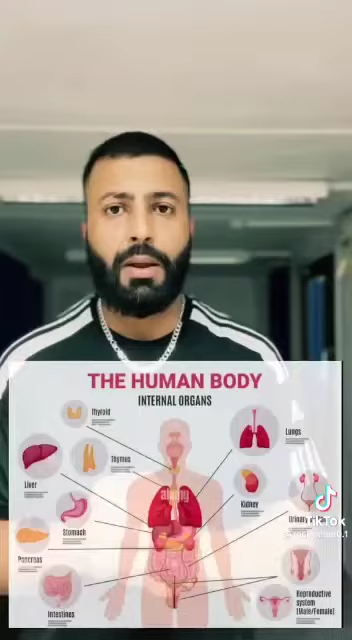 THE HUMAN BODY
INTERNAL ORGANS
Thyroid
Lungs
Thymus
Liver
Kidney
Stomach
alamy
TikTok
Urinary
Pancreas
Intestines
Reproductive
system
(Male/Female)